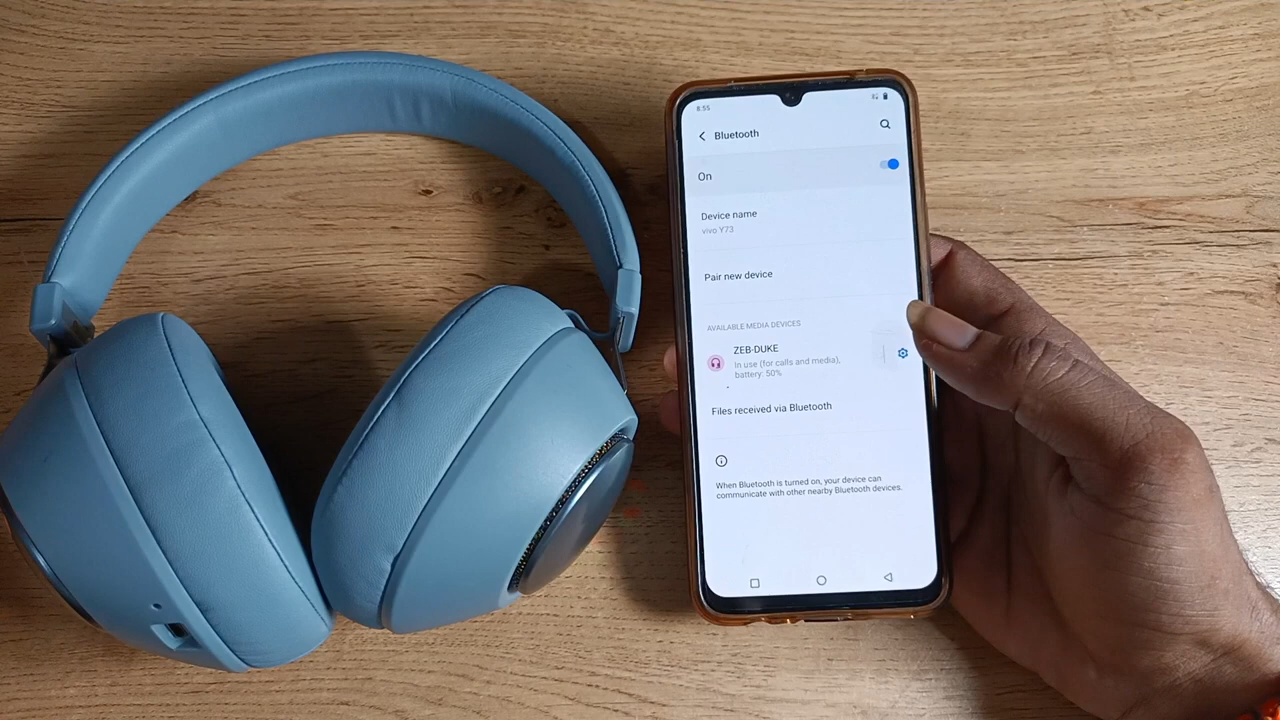 8:55
Bluetooth
On
Device name
vivo Y73
Pair new device
AVAILABLE MEDIA DEVICES
ZEB-DUKE
In use (for calls and media),
battery: 50%
Files received via Bluetooth
When Bluetooth is turned on, your device can
communicate with other nearby Bluetooth devices.